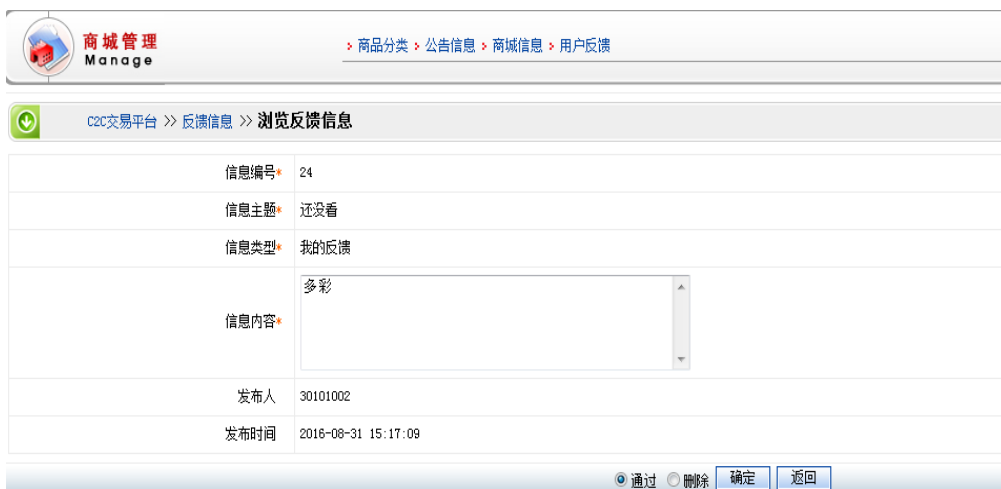 商城管理
Manage
商品分类 公告信息 商城信息 用户反馈
C2C交易平台 >> 反馈信息 >> 浏览反馈信息
信息编号* 24
信息主题* 还没看
信息类型* 我的反馈
信息内容* 多彩
发布人 30101002
发布时间 2016-08-31 15:17:09
通过 删除 确定 返回